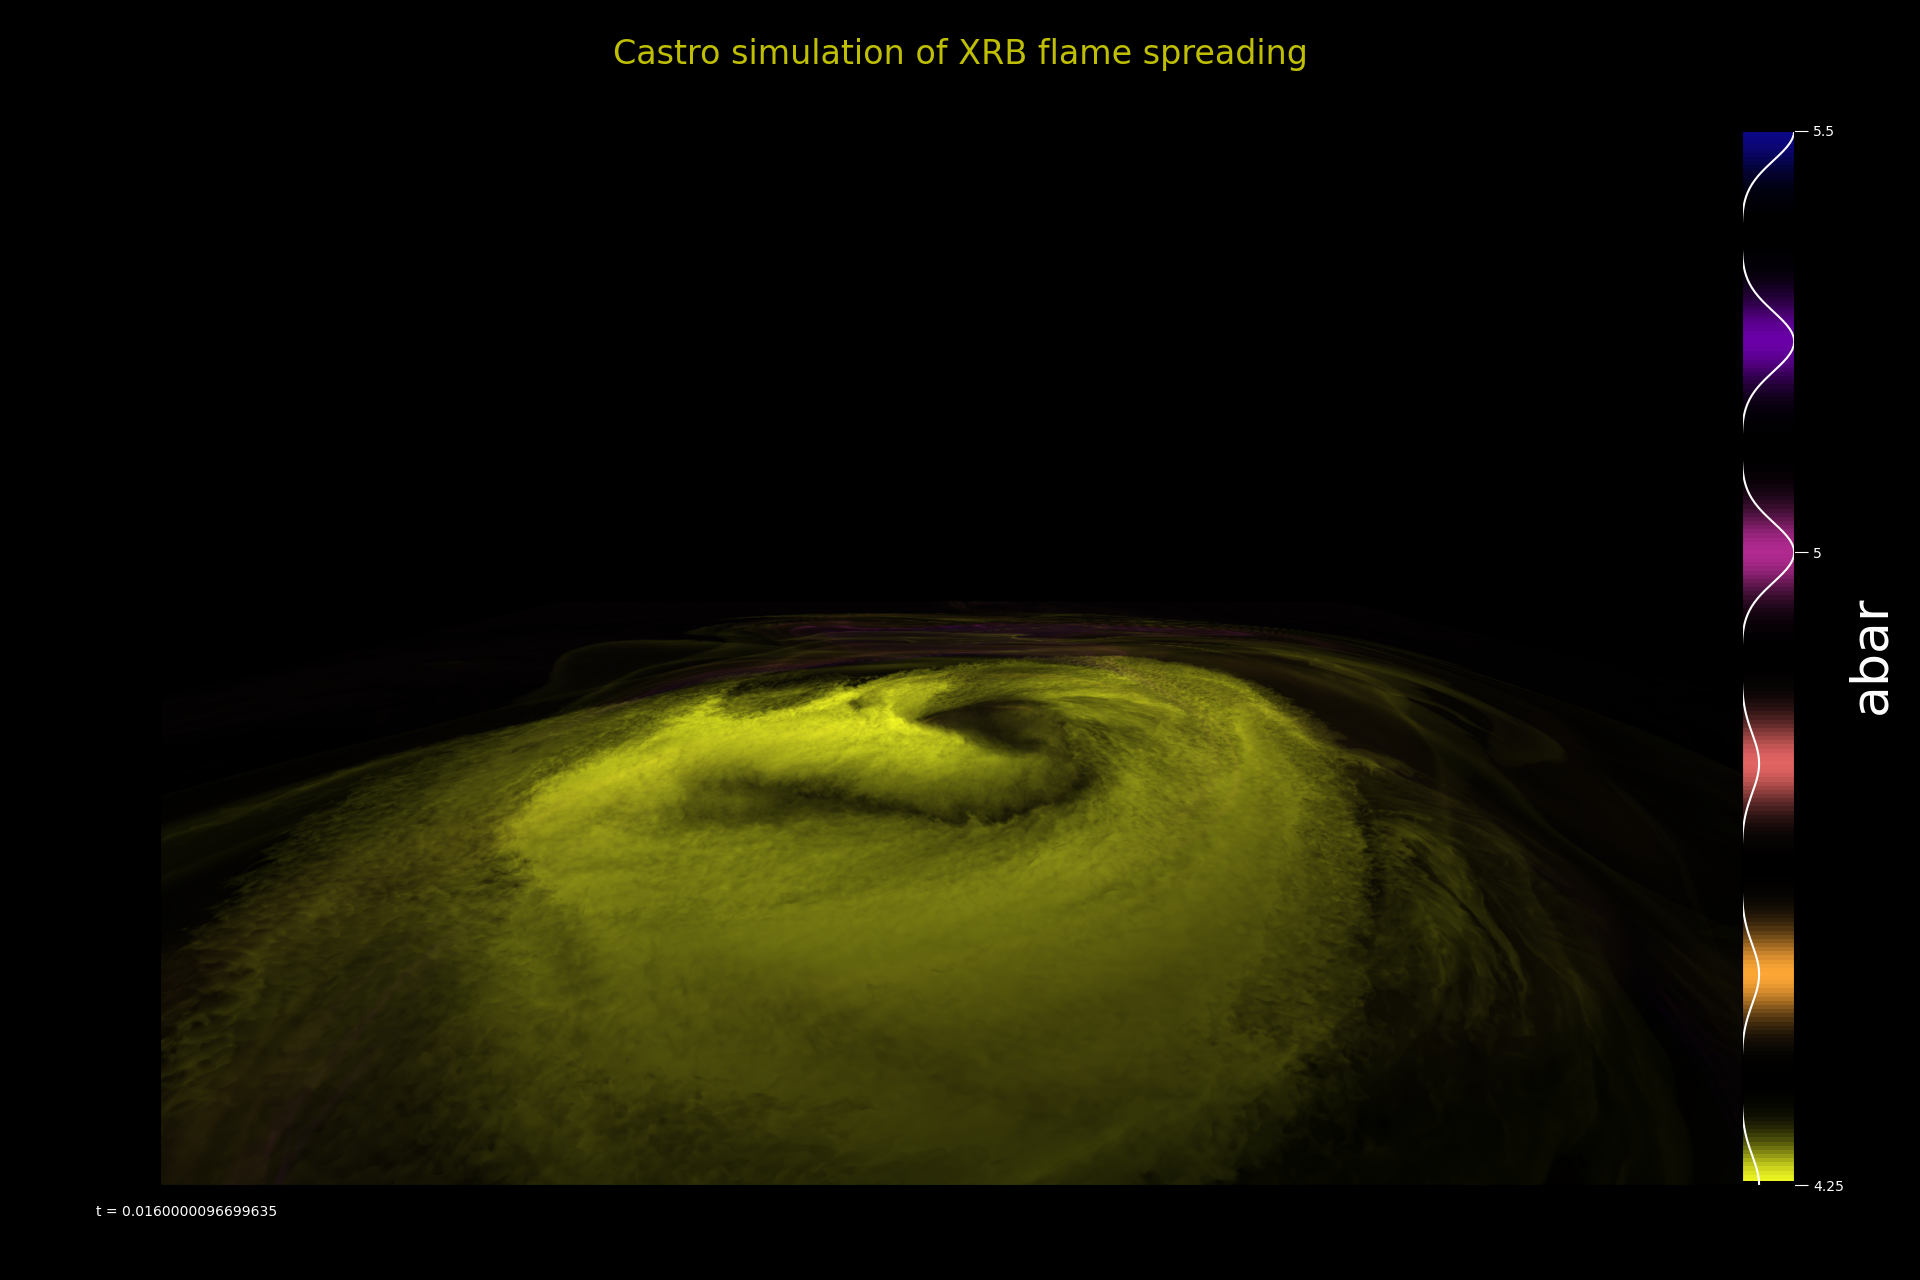 Castro simulation of XRB flame spreading
5.5
5
abar
4.25
t = 0.0160000096699635